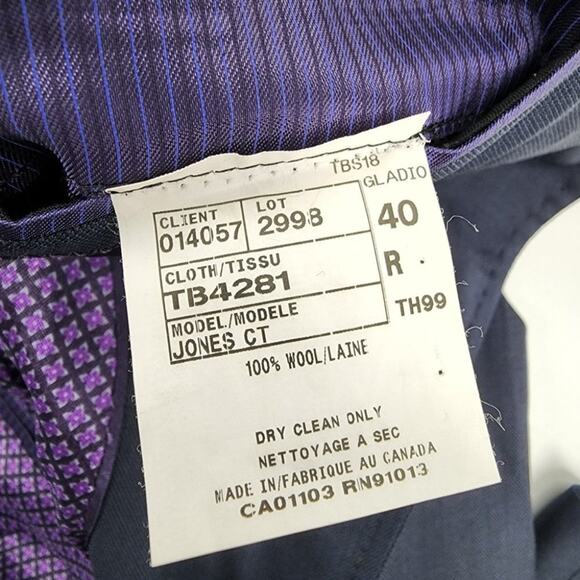 TBS18
GLADIO
CLIENT LOT
014057 2998 40
CLOTH/TISSU
TB4281 R
MODEL/MODELE TH99
JONES CT
100% WOOL/LAINE
DRY CLEAN ONLY
NETTOYAGE A SEC
MADE IN/FABRIQUE AU CANADA
CA01103 RN91013